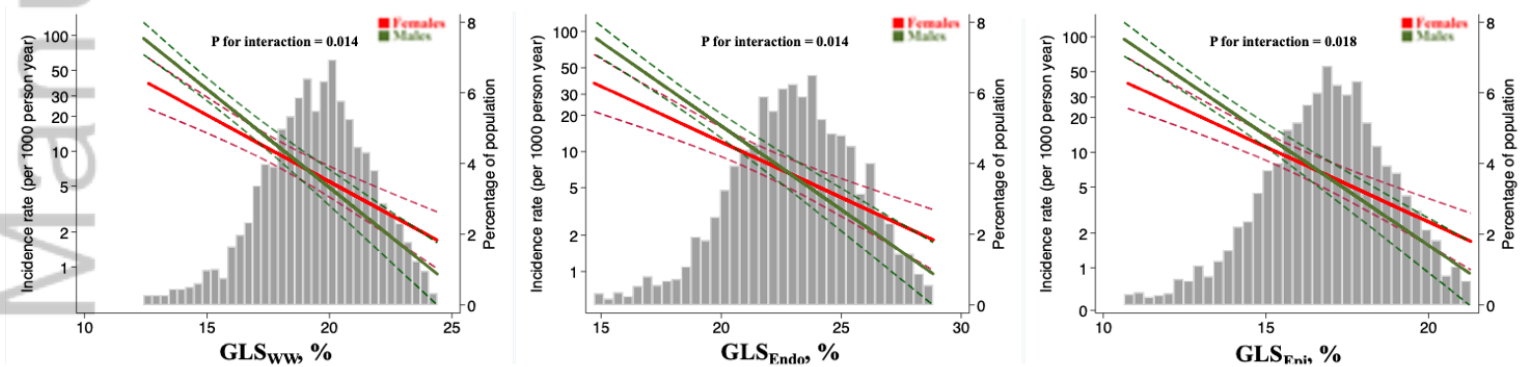 Manu
Incidence rate (per 1000 person year)
100
50
30
20
10
5
2
1
P for interaction = 0.014
Females
Males
8
6
4
2
0
Percentage of population
10 15 20 25
GLSWW, %
Incidence rate (per 1000 person year)
100
50
30
20
10
5
2
1
P for interaction = 0.014
Females
Males
8
6
4
2
0
Percentage of population
15 20 25 30
GLSEndo, %
Incidence rate (per 1000 person year)
100
50
30
20
10
5
2
1
0
P for interaction = 0.018
Females
Males
8
6
4
2
0
Percentage of population
10 15 20
GLSEpi, %